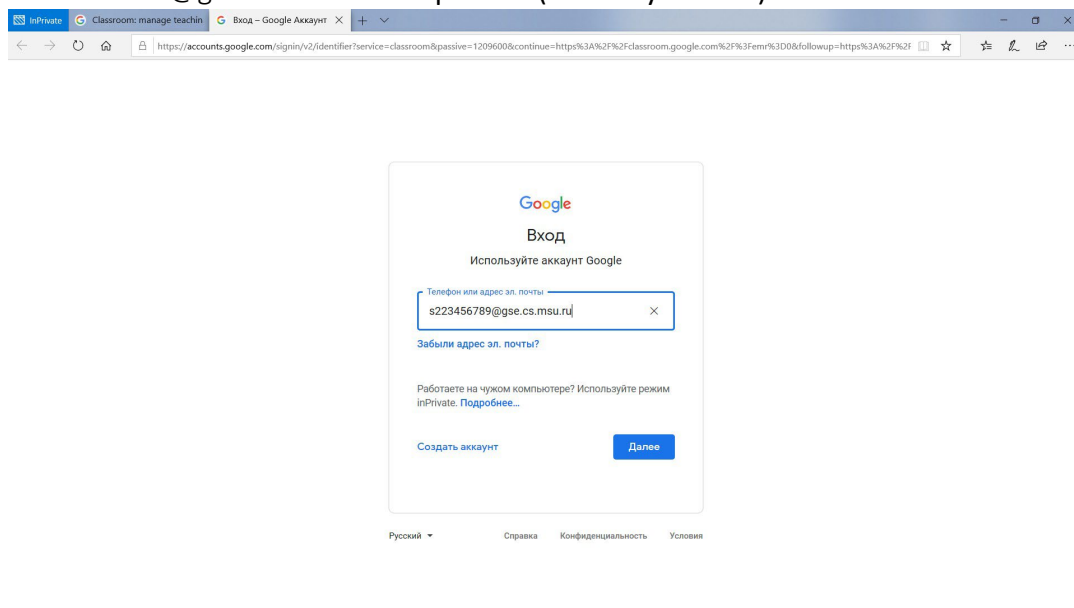 InPrivate
Classroom: manage teachin
Вход – Google Аккаунт
https://accounts.google.com/signin/v2/identifier?service=classroom&passive=1209600&continue=https%3A%2F%2Fclassroom.google.com%2F%3Femr%3D0&followup=https%3A%2F%2F
Google
Вход
Используйте аккаунт Google
Телефон или адрес эл. почты
s223456789@gse.cs.msu.ru
Забыли адрес эл. почты?
Работаете на чужом компьютере? Используйте режим
inPrivate. Подробнее...
Создать аккаунт
Далее
Русский
Справка
Конфиденциальность
Условия